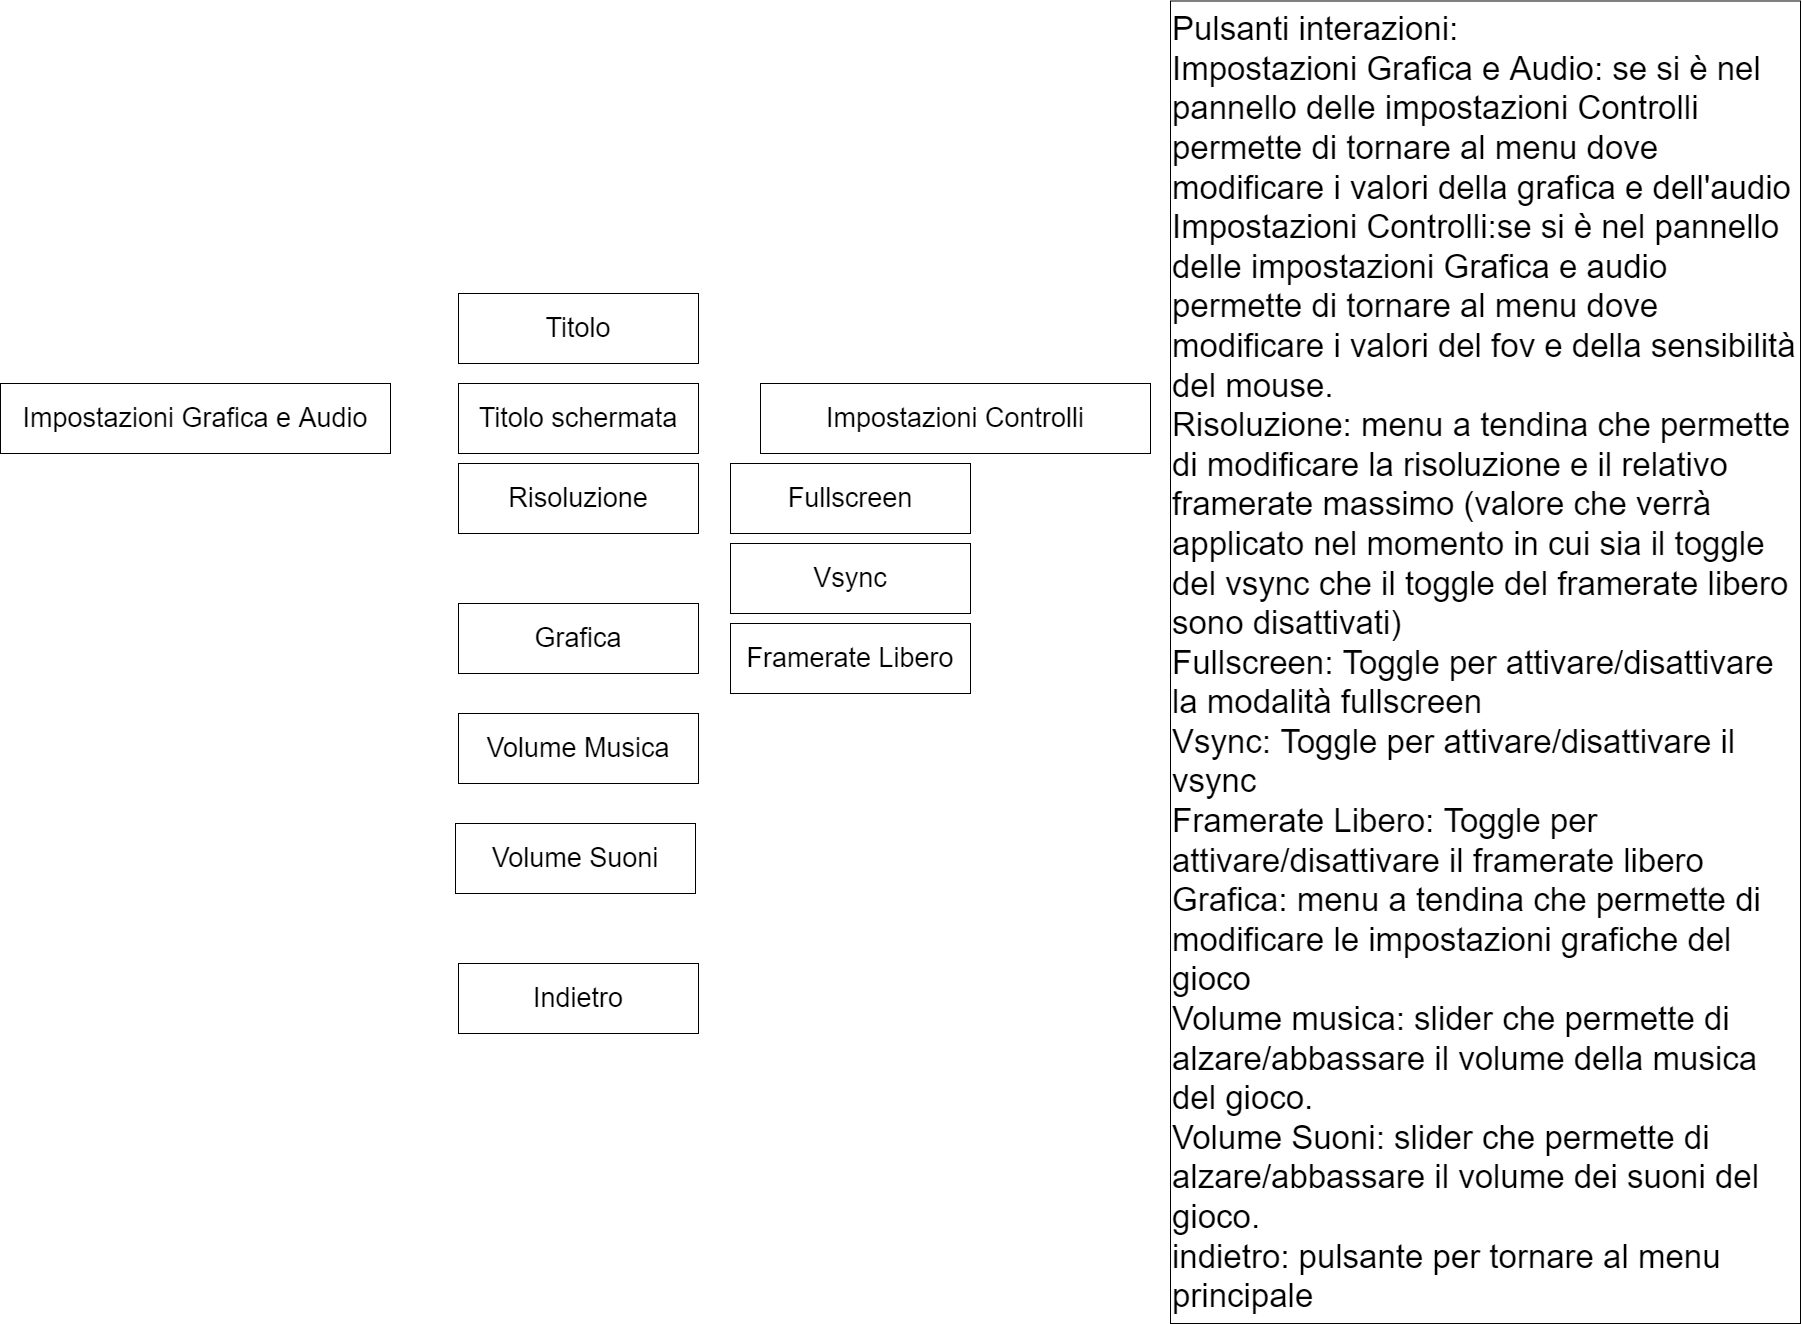 Titolo
Impostazioni Grafica e Audio
Titolo schermata
Impostazioni Controlli
Risoluzione
Fullscreen
Vsync
Grafica
Framerate Libero
Volume Musica
Volume Suoni
Indietro
Pulsanti interazioni:
Impostazioni Grafica e Audio: se si è nel
pannello delle impostazioni Controlli
permette di tornare al menu dove
modificare i valori della grafica e dell'audio
Impostazioni Controlli:se si è nel pannello
delle impostazioni Grafica e audio
permette di tornare al menu dove
modificare i valori del fov e della sensibilità
del mouse.
Risoluzione: menu a tendina che permette
di modificare la risoluzione e il relativo
framerate massimo (valore che verrà
applicato nel momento in cui sia il toggle
del vsync che il toggle del framerate libero
sono disattivati)
Fullscreen: Toggle per attivare/disattivare
la modalità fullscreen
Vsync: Toggle per attivare/disattivare il
vsync
Framerate Libero: Toggle per
attivare/disattivare il framerate libero
Grafica: menu a tendina che permette di
modificare le impostazioni grafiche del
gioco
Volume musica: slider che permette di
alzare/abbassare il volume della musica
del gioco.
Volume Suoni: slider che permette di
alzare/abbassare il volume dei suoni del
gioco.
indietro: pulsante per tornare al menu
principale